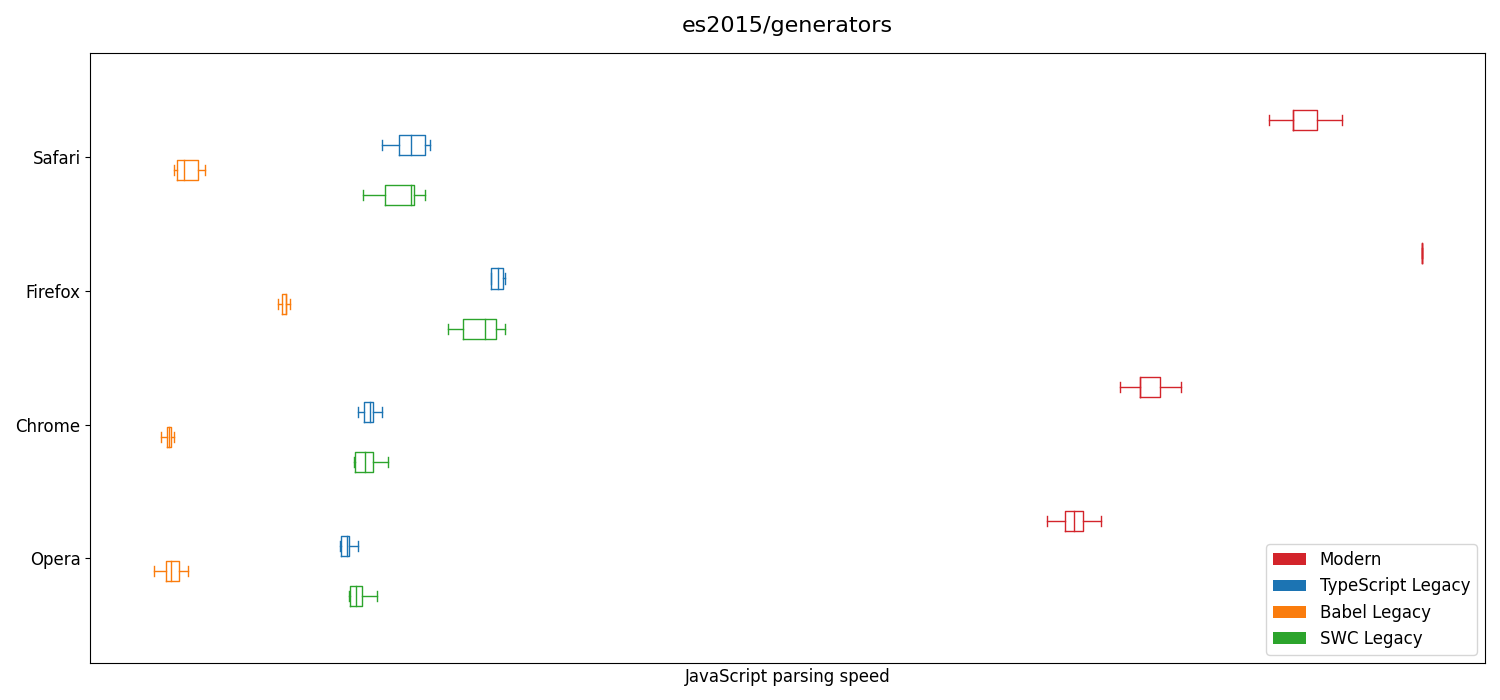 es2015/generators
Safari
Firefox
Chrome
Opera
Modern
TypeScript Legacy
Babel Legacy
SWC Legacy
JavaScript parsing speed